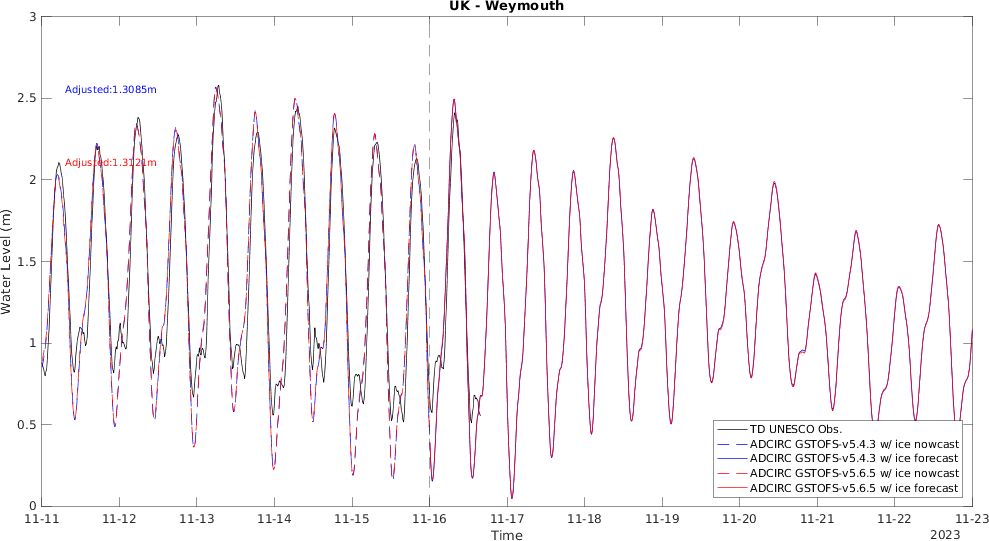 UK - Weymouth
3
2.5
2
1.5
1
0.5
0
Water Level (m)
Adjusted:1.3085m
Adjusted:1.3121m
TD UNESCO Obs.
ADCIRC GSTOFS-v5.4.3 w/ ice nowcast
ADCIRC GSTOFS-v5.4.3 w/ ice forecast
ADCIRC GSTOFS-v5.6.5 w/ ice nowcast
ADCIRC GSTOFS-v5.6.5 w/ ice forecast
11-11 11-12 11-13 11-14 11-15 11-16 11-17 11-18 11-19 11-20 11-21 11-22 11-23
Time
2023